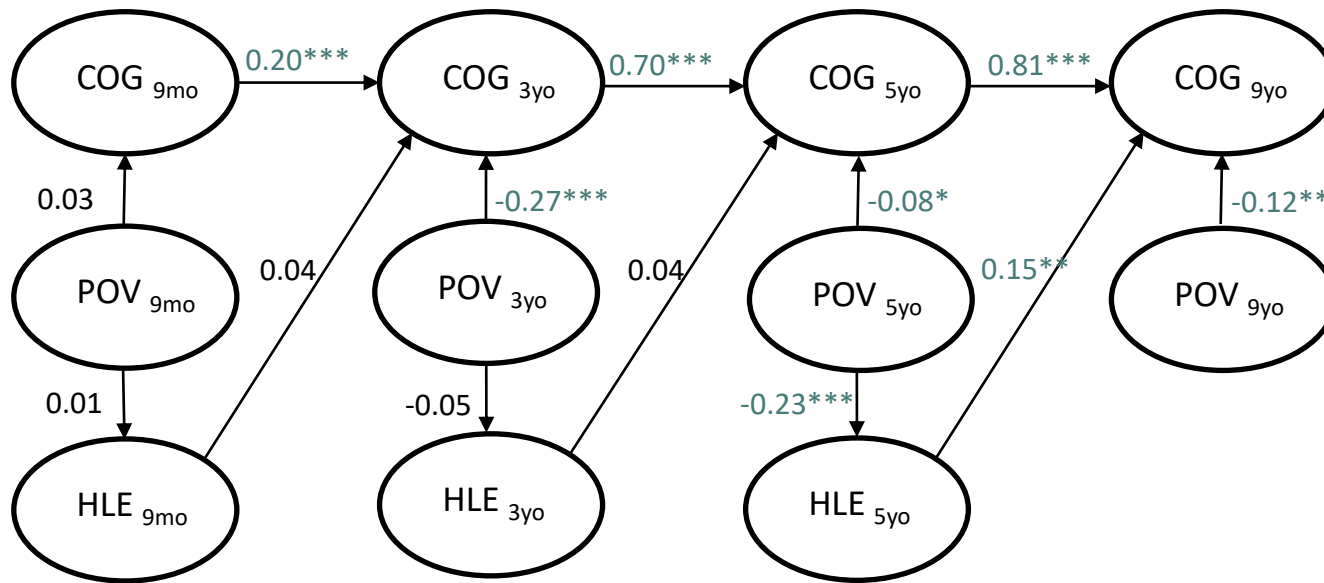 COG 9mo
0.20***
COG 3yo
0.70***
COG 5yo
0.81***
COG 9yo
0.03
-0.27***
-0.08*
-0.12**
POV 9mo
0.04
POV 3yo
0.04
POV 5yo
0.15**
POV 9yo
0.01
-0.05
-0.23***
HLE 9mo
HLE 3yo
HLE 5yo